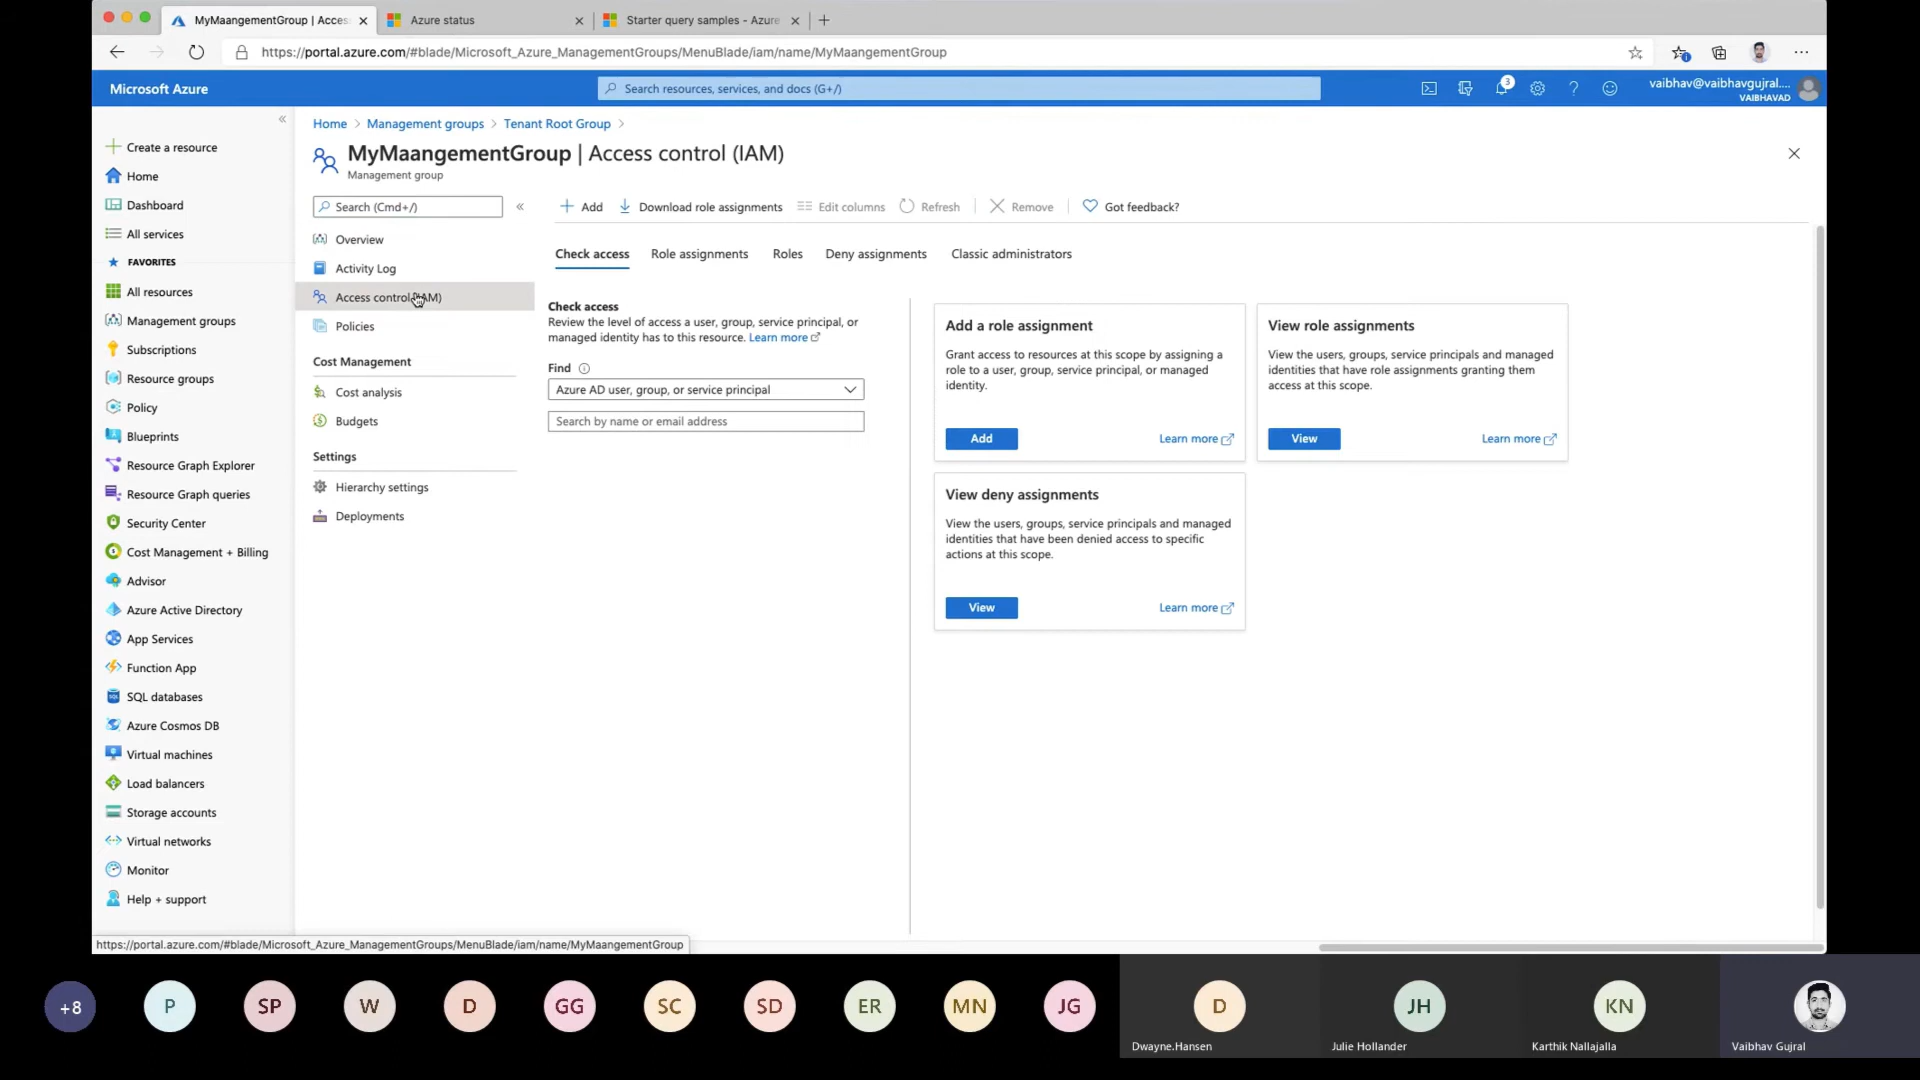 MyMaangementGroup | Acces
Azure status
Starter query samples - Azure
https://portal.azure.com/#blade/Microsoft_Azure_ManagementGroups/MenuBlade/iam/name/MyMaangementGroup
Microsoft Azure
Search resources, services, and docs (G+/)
3
vaibhav@vaibhavgujral....
VAIBHAVAD
Create a resource
Home
Dashboard
All services
FAVORITES
All resources
Management groups
Subscriptions
Resource groups
Policy
Blueprints
Resource Graph Explorer
Resource Graph queries
Security Center
Cost Management + Billing
Advisor
Azure Active Directory
App Services
Function App
SQL databases
Azure Cosmos DB
Virtual machines
Load balancers
Storage accounts
Virtual networks
Monitor
Help + support
Home > Management groups > Tenant Root Group >
MyMaangementGroup | Access control (IAM)
Management group
Search (Cmd+/)
Overview
Activity Log
Access control (IAM)
Policies
Cost Management
Cost analysis
Budgets
Settings
Hierarchy settings
Deployments
Add
Download role assignments
Edit columns
Refresh
Remove
Got feedback?
Check access
Role assignments
Roles
Deny assignments
Classic administrators
Check access
Review the level of access a user, group, service principal, or
managed identity has to this resource. Learn more
Find
Azure AD user, group, or service principal
Search by name or email address
Add a role assignment
Grant access to resources at this scope by assigning a
role to a user, group, service principal, or managed
identity.
Add
Learn more
View role assignments
View the users, groups, service principals and managed
identities that have role assignments granting them
access at this scope.
View
Learn more
View deny assignments
View the users, groups, service principals and managed
identities that have been denied access to specific
actions at this scope.
View
Learn more
https://portal.azure.com/#blade/Microsoft_Azure_ManagementGroups/MenuBlade/iam/name/MyMaangementGroup
+8
P
SP
W
D
GG
SC
SD
ER
MN
JG
D
Dwayne.Hansen
JH
Julie Hollander
KN
Karthik Nallajalla
Vaibhav Gujral